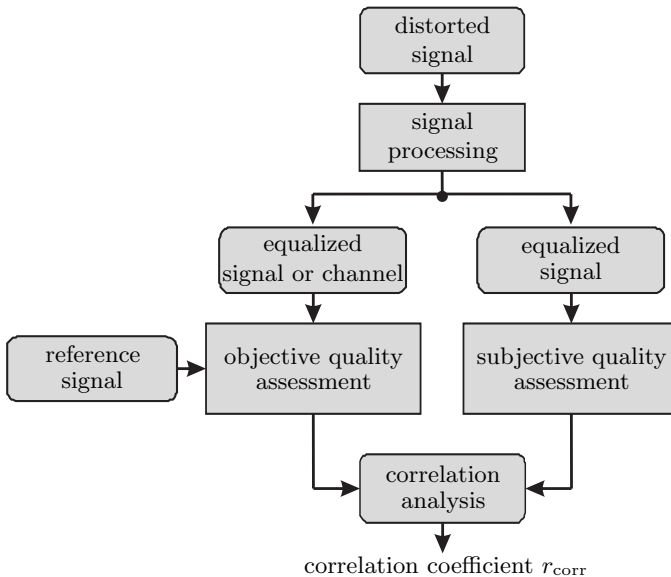 distorted
signal
signal
processing
equalized
signal or channel
equalized
signal
reference
signal
objective quality
assessment
subjective quality
assessment
correlation
analysis
correlation coefficient r_corr